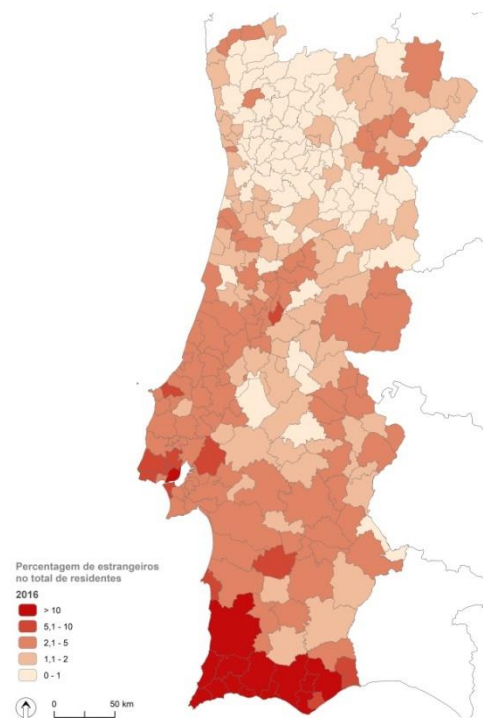 Percentagem de estrangeiros
no total de residentes
2016
> 10
5,1 - 10
2,1 - 5
1,1 - 2
0 - 1
0 50 km